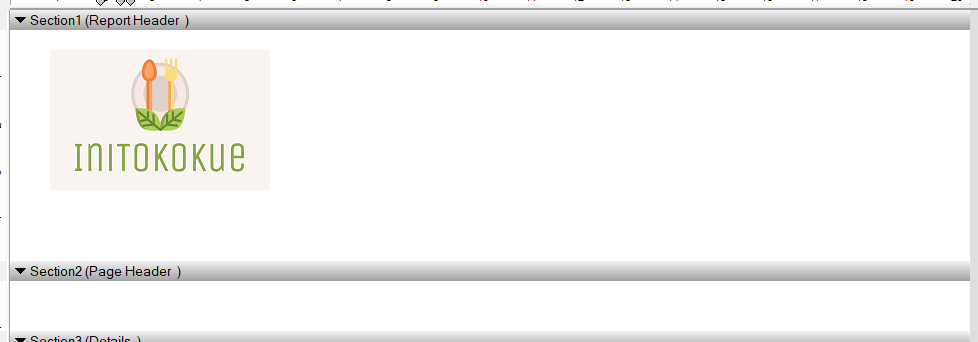 Section1 (Report Header )
INITOKOKUE
Section2 (Page Header )
Section3 (Details )